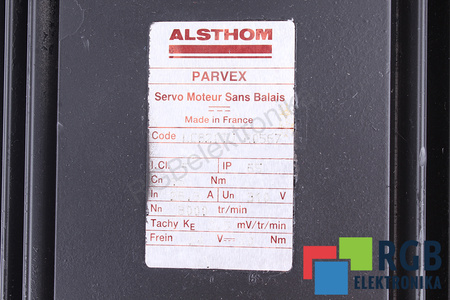 ALSTHOM
PARVEX
Servo Moteur Sans Balais
Made in France
Code
I.Cl. IP
Cn Nm
In A Un V
Nn tr/min
Tachy KE mV/tr/min
Frein V Nm
RGB
ELEKTRONIKA